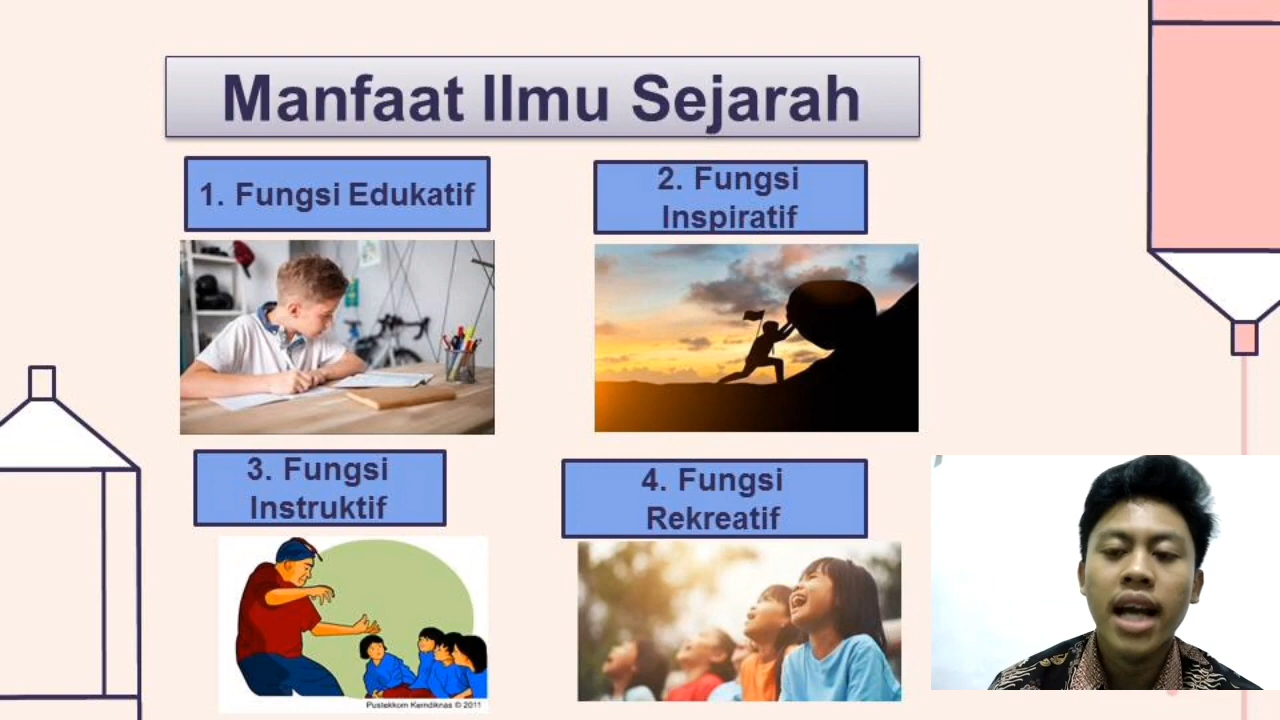 Manfaat Ilmu Sejarah
1. Fungsi Edukatif
2. Fungsi
Inspiratif
3. Fungsi
Instruktif
4. Fungsi
Rekreatif
Pustekkom Kemdiknas © 2011